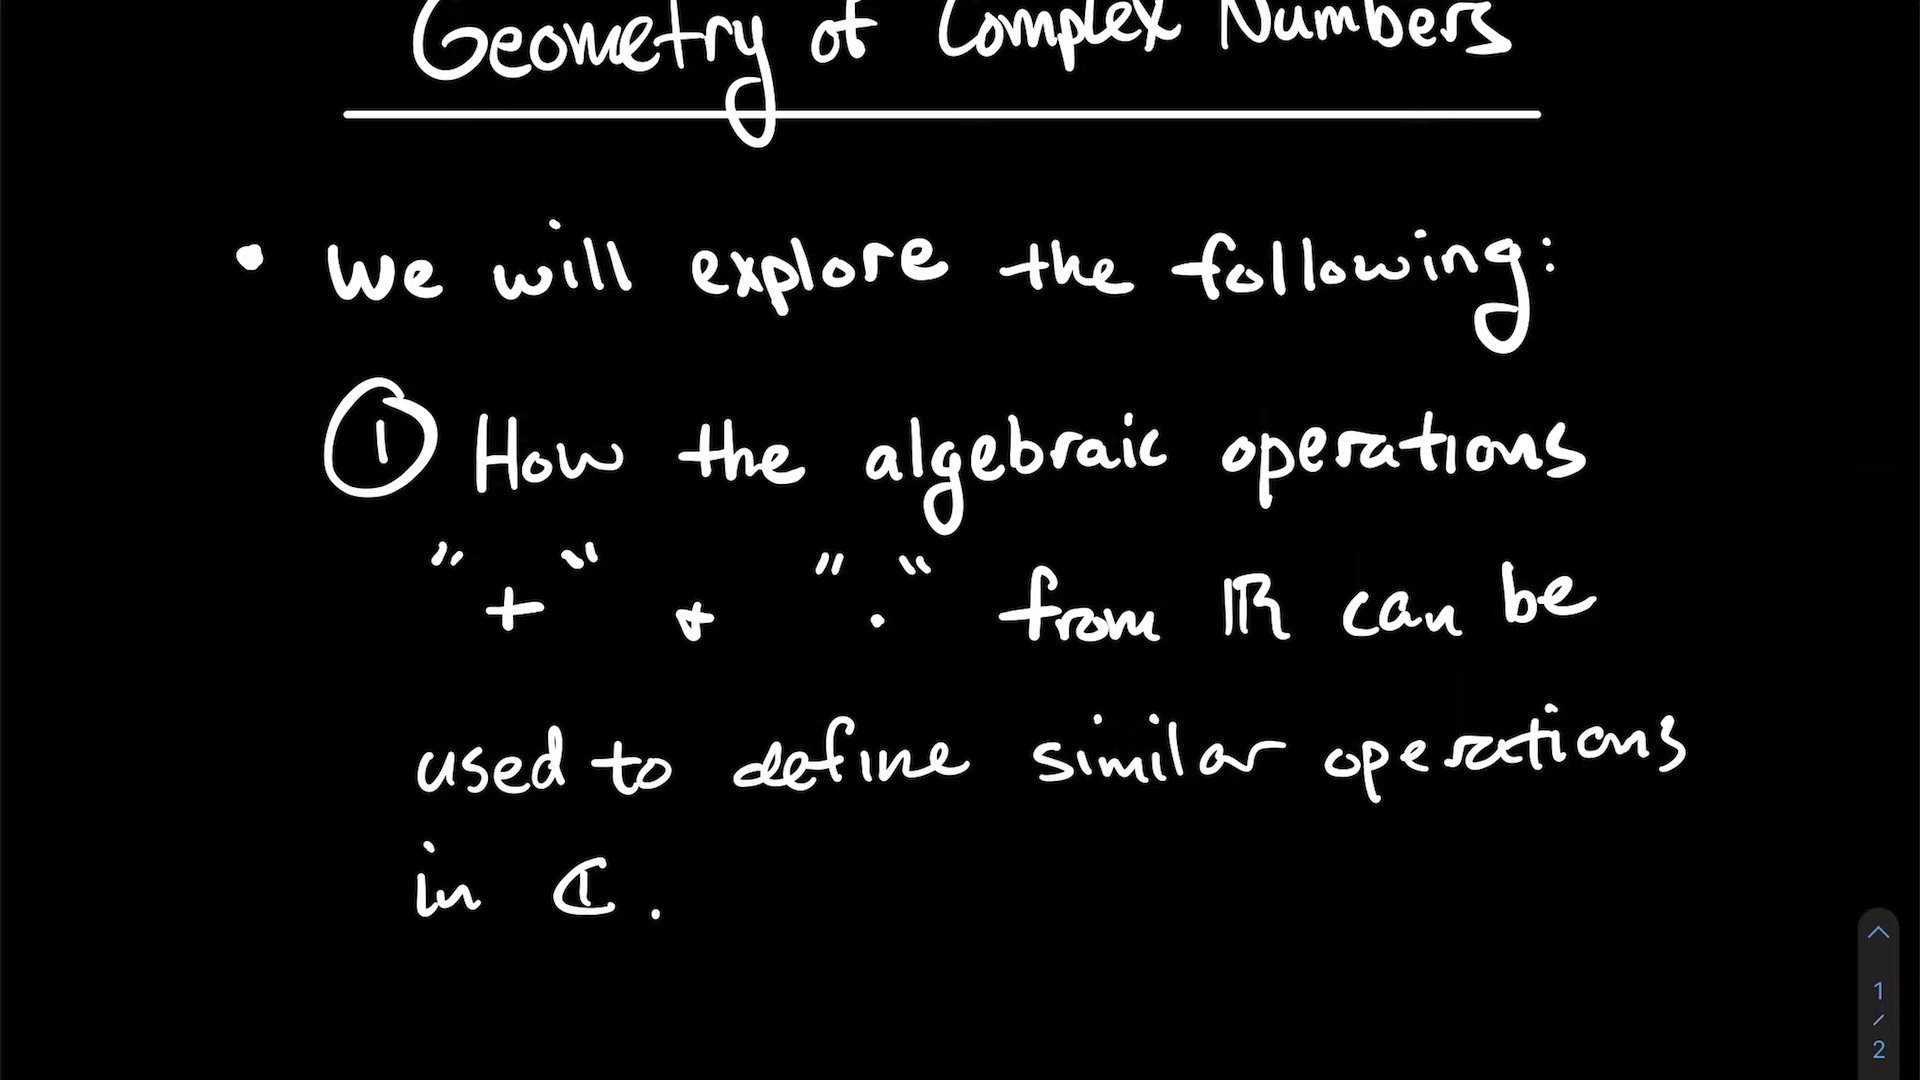 Geometry of Complex Numbers
• We will explore the following:
① How the algebraic operations
"+" & "·" from ℝ can be
used to define similar operations
in ℂ.
1
/
2